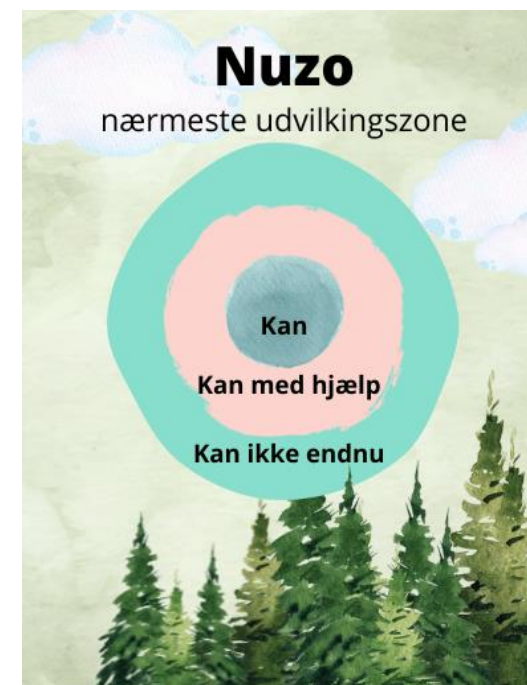 Nuzo
nærmeste udvilkingszone
Kan
Kan med hjælp
Kan ikke endnu